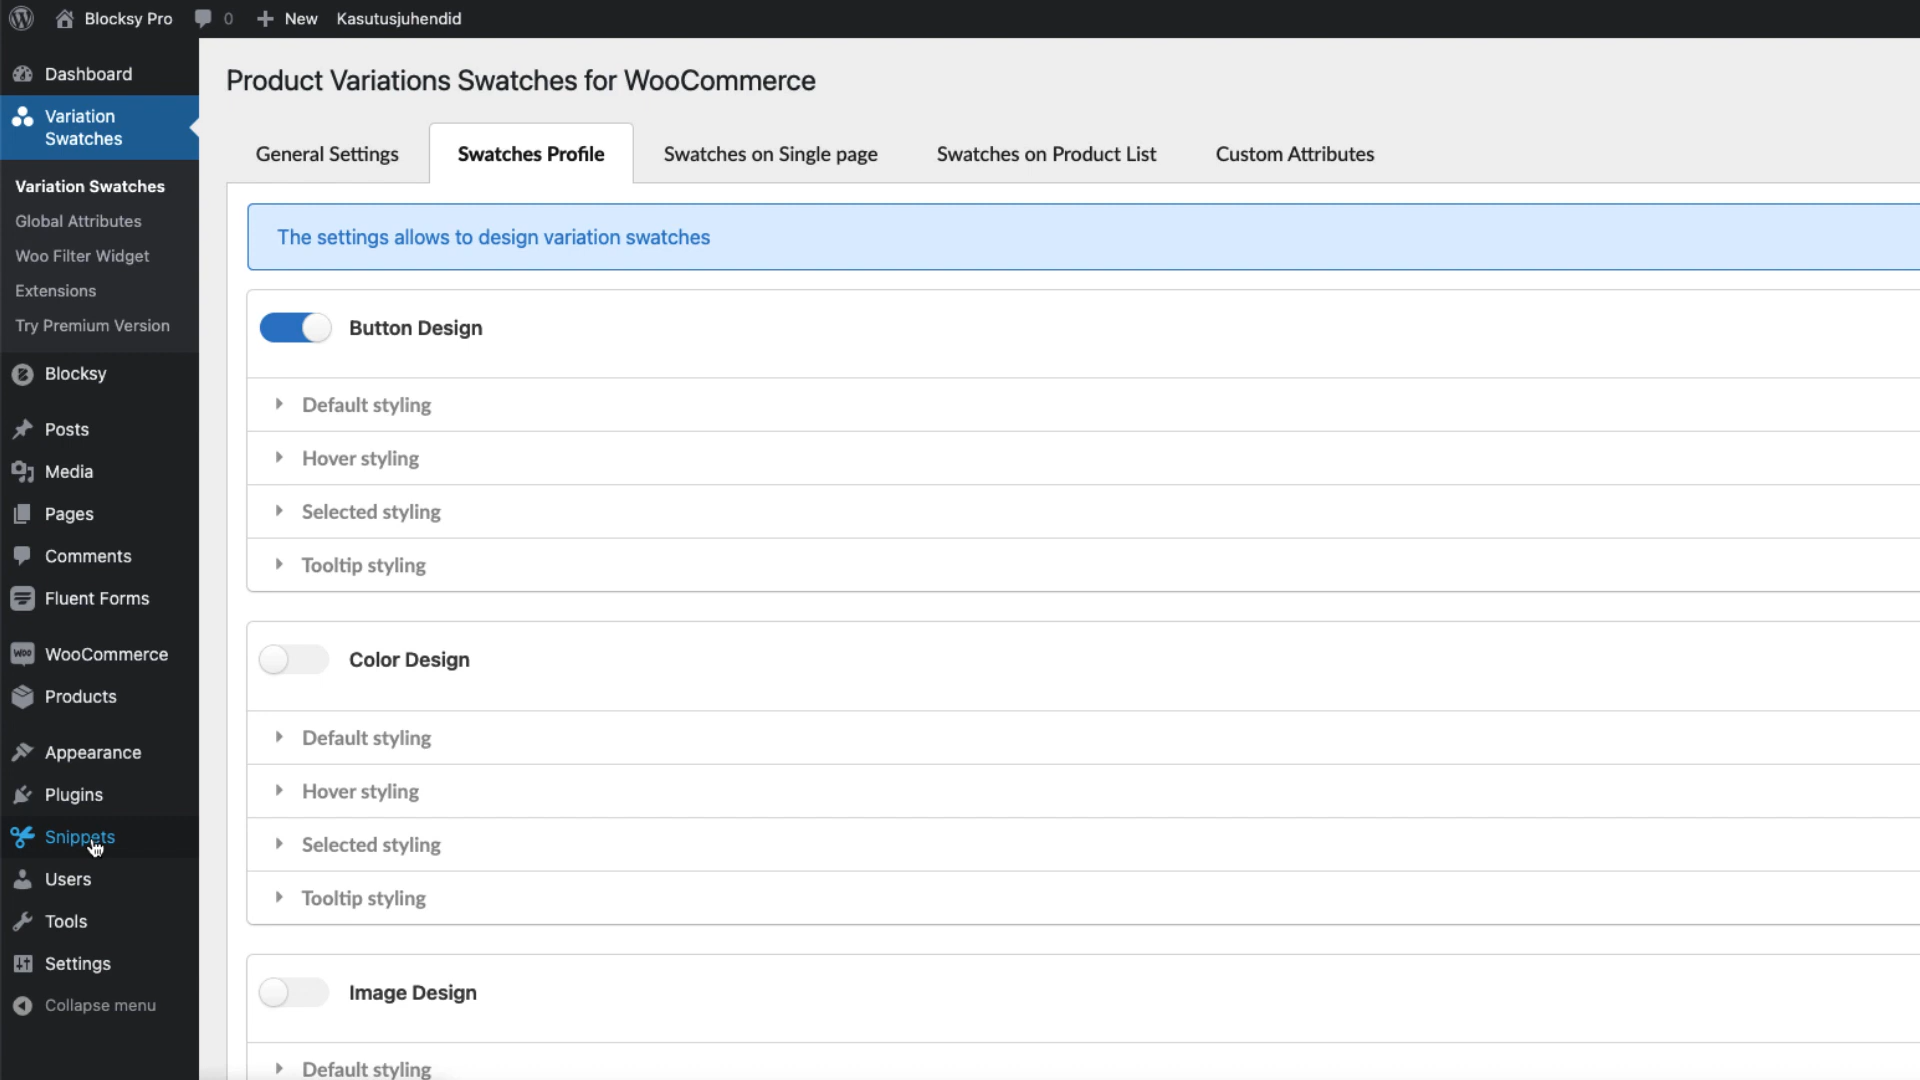 Blocksy Pro 0 New Kasutusjuhendid
Dashboard
Variation
Swatches
Variation Swatches
Global Attributes
Woo Filter Widget
Extensions
Try Premium Version
Blocksy
Posts
Media
Pages
Comments
Fluent Forms
WooCommerce
Products
Appearance
Plugins
Snippets
Users
Tools
Settings
Collapse menu
Product Variations Swatches for WooCommerce
General Settings Swatches Profile Swatches on Single page Swatches on Product List Custom Attributes
The settings allows to design variation swatches
Button Design
Default styling
Hover styling
Selected styling
Tooltip styling
Color Design
Default styling
Hover styling
Selected styling
Tooltip styling
Image Design
Default styling